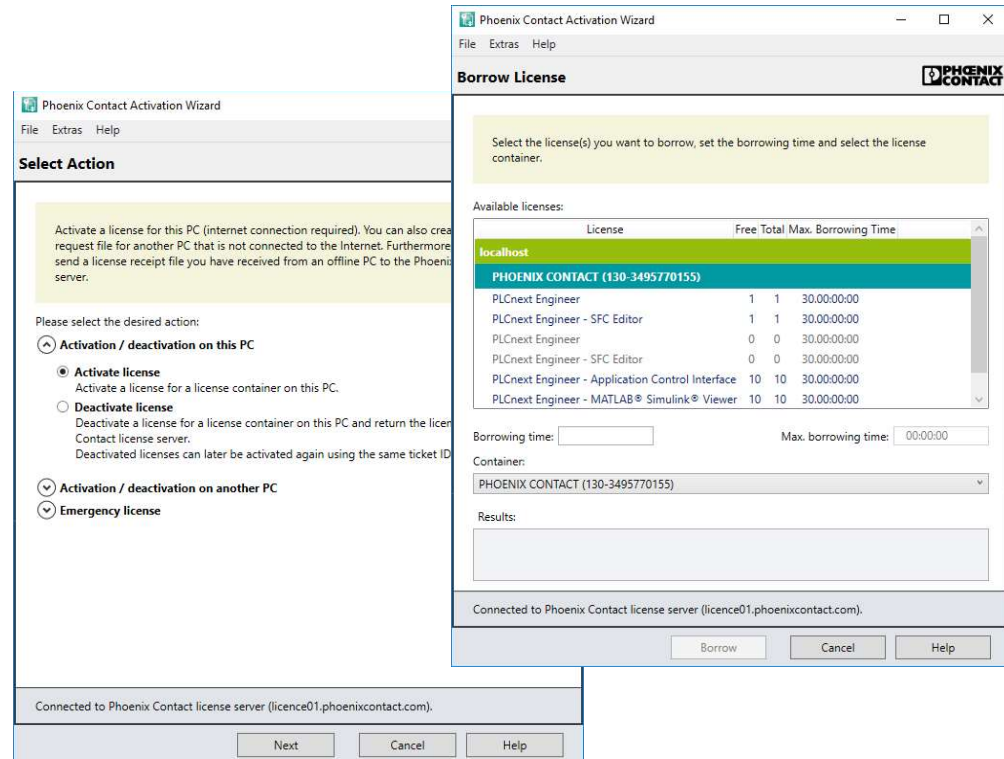 Phoenix Contact Activation Wizard
File Extras Help
Select Action
Activate a license for this PC (internet connection required). You can also crea
request file for another PC that is not connected to the Internet. Furthermore
send a license receipt file you have received from an offline PC to the Phoeni
server.
Please select the desired action:
Activation / deactivation on this PC
Activate license
Activate a license for a license container on this PC.
Deactivate license
Deactivate a license for a license container on this PC and return the licen
Contact license server.
Deactivated licenses can later be activated again using the same ticket ID
Activation / deactivation on another PC
Emergency license
Connected to Phoenix Contact license server (licence01.phoenixcontact.com).
Next Cancel Help
Phoenix Contact Activation Wizard
File Extras Help
Borrow License
PHŒNIX
CONTACT
Select the license(s) you want to borrow, set the borrowing time and select the license
container.
Available licenses:
License Free Total Max. Borrowing Time
localhost
PHOENIX CONTACT (130-3495770155)
PLCnext Engineer 1 1 30.00:00:00
PLCnext Engineer - SFC Editor 1 1 30.00:00:00
PLCnext Engineer 0 0 30.00:00:00
PLCnext Engineer - SFC Editor 0 0 30.00:00:00
PLCnext Engineer - Application Control Interface 10 10 30.00:00:00
PLCnext Engineer - MATLAB® Simulink® Viewer 10 10 30.00:00:00
Borrowing time: Max. borrowing time: 00:00:00
Container:
PHOENIX CONTACT (130-3495770155)
Results:
Connected to Phoenix Contact license server (licence01.phoenixcontact.com).
Borrow Cancel Help